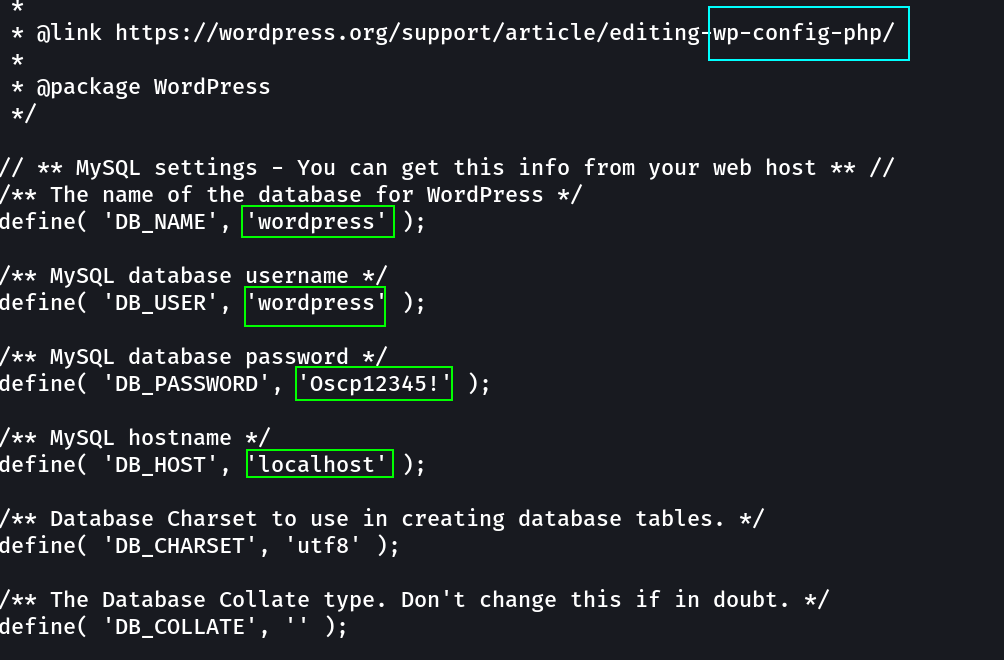 *
* @link https://wordpress.org/support/article/editing-wp-config-php/
*
* @package WordPress
*/
// ** MySQL settings - You can get this info from your web host ** //
/** The name of the database for WordPress */
define( 'DB_NAME', 'wordpress' );
/** MySQL database username */
define( 'DB_USER', 'wordpress' );
/** MySQL database password */
define( 'DB_PASSWORD', 'Oscp12345!' );
/** MySQL hostname */
define( 'DB_HOST', 'localhost' );
/** Database Charset to use in creating database tables. */
define( 'DB_CHARSET', 'utf8' );
/** The Database Collate type. Don't change this if in doubt. */
define( 'DB_COLLATE', '' );